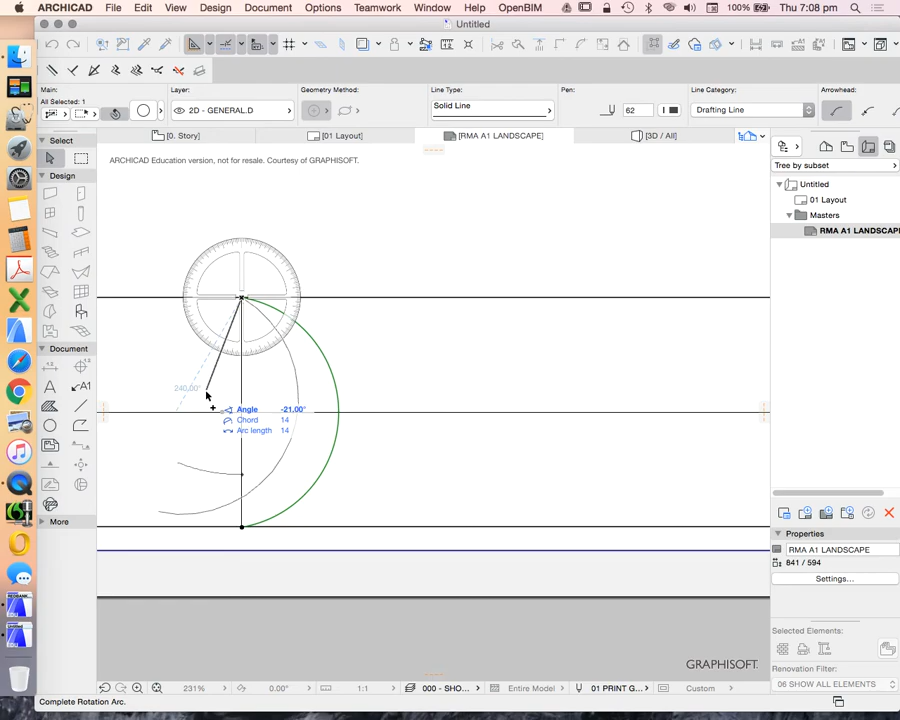 ARCHICAD File Edit View Design Document Options Teamwork Window Help OpenBIM 100% Thu 7:08 pm
Untitled
Main:
All Selected: 1
Layer:
2D - GENERAL.D
Geometry Method:
Line Type:
Solid Line
Pen:
62
Line Category:
Drafting Line
Arrowhead:
Select
[0. Story]
[01 Layout]
[RMA A1 LANDSCAPE]
[3D / All]
ARCHICAD Education version, not for resale. Courtesy of GRAPHISOFT.
Tree by subset
Design
Untitled
01 Layout
Masters
RMA A1 LANDSCAPE
Document
240.00°
Angle -21.00°
Chord 14
Arc length 14
More
Properties
RMA A1 LANDSCAPE
841 / 594
Settings...
Selected Elements:
GRAPHISOFT.
Renovation Filter:
06 SHOW ALL ELEMENTS
231%
0.00°
1:1
000 - SHO...
Entire Model
01 PRINT G...
Custom
Complete Rotation Arc.